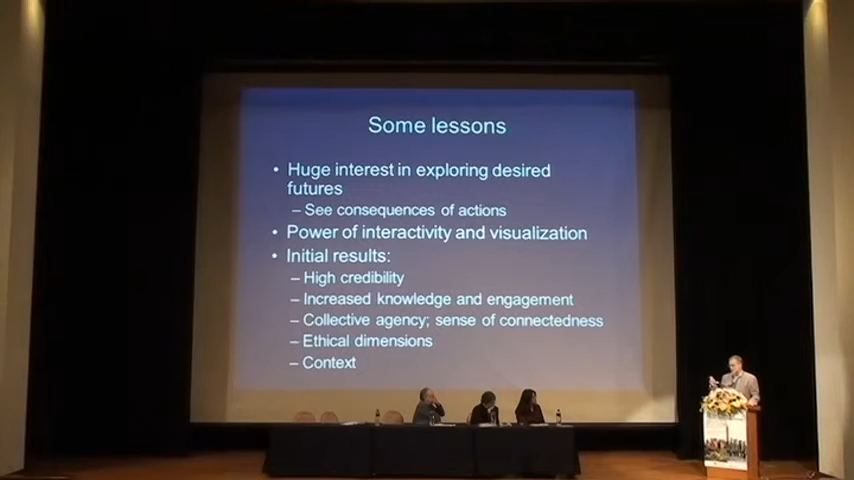 Some lessons
• Huge interest in exploring desired
futures
– See consequences of actions
• Power of interactivity and visualization
• Initial results:
– High credibility
– Increased knowledge and engagement
– Collective agency; sense of connectedness
– Ethical dimensions
– Context